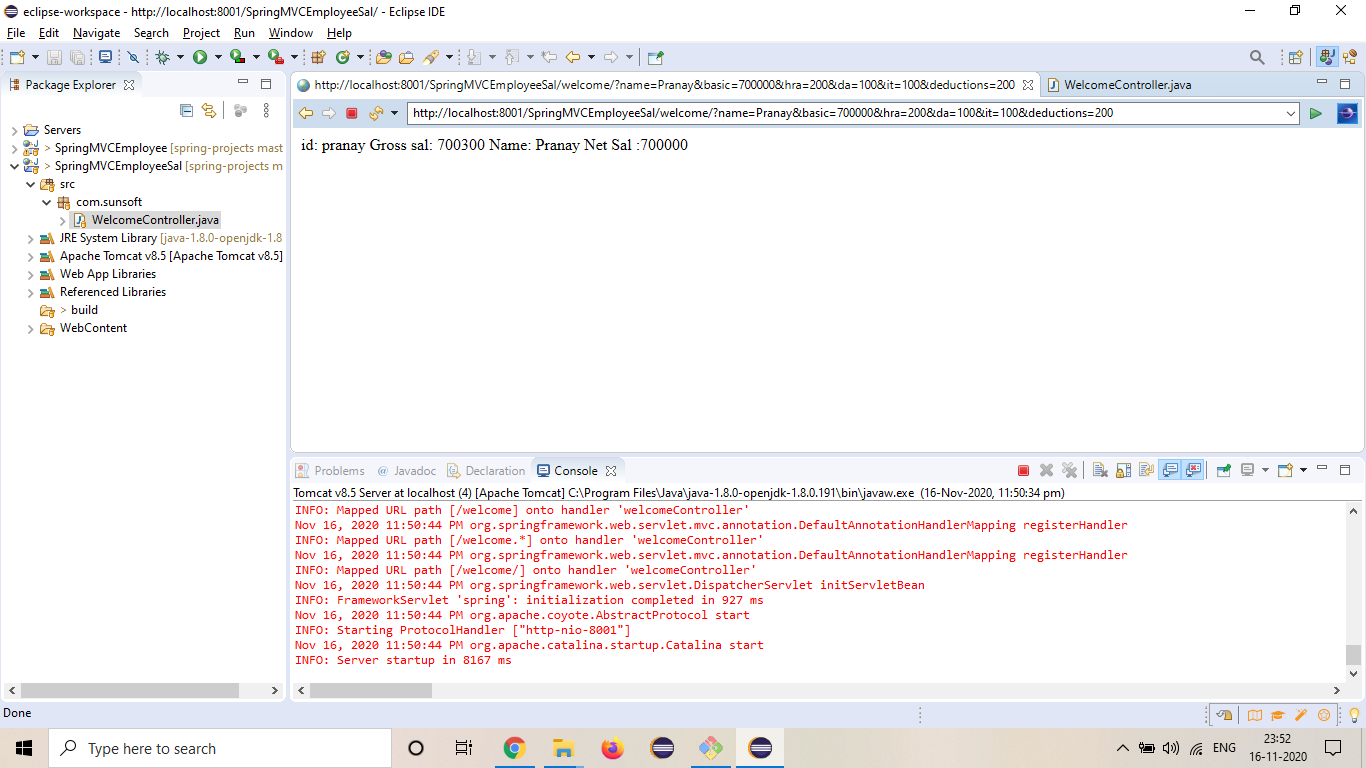 eclipse-workspace - http://localhost:8001/SpringMVCEmployeeSal/ - Eclipse IDE
File Edit Navigate Search Project Run Window Help
Package Explorer
Servers
> SpringMVCEmployee [spring-projects mast
> SpringMVCEmployeeSal [spring-projects m
src
com.sunsoft
WelcomeController.java
JRE System Library [java-1.8.0-openjdk-1.8
Apache Tomcat v8.5 [Apache Tomcat v8.5]
Web App Libraries
Referenced Libraries
> build
WebContent
http://localhost:8001/SpringMVCEmployeeSal/welcome/?name=Pranay&basic=700000&hra=200&da=100&it=100&deductions=200 WelcomeController.java
http://localhost:8001/SpringMVCEmployeeSal/welcome/?name=Pranay&basic=700000&hra=200&da=100&it=100&deductions=200
id: pranay Gross sal: 700300 Name: Pranay Net Sal :700000
Problems @ Javadoc Declaration Console
Tomcat v8.5 Server at localhost (4) [Apache Tomcat] C:\Program Files\Java\java-1.8.0-openjdk-1.8.0.191\bin\javaw.exe (16-Nov-2020, 11:50:34 pm)
INFO: Mapped URL path [/welcome] onto handler 'welcomeController'
Nov 16, 2020 11:50:44 PM org.springframework.web.servlet.mvc.annotation.DefaultAnnotationHandlerMapping registerHandler
INFO: Mapped URL path [/welcome.*] onto handler 'welcomeController'
Nov 16, 2020 11:50:44 PM org.springframework.web.servlet.mvc.annotation.DefaultAnnotationHandlerMapping registerHandler
INFO: Mapped URL path [/welcome/] onto handler 'welcomeController'
Nov 16, 2020 11:50:44 PM org.springframework.web.servlet.DispatcherServlet initServletBean
INFO: FrameworkServlet 'spring': initialization completed in 927 ms
Nov 16, 2020 11:50:44 PM org.apache.coyote.AbstractProtocol start
INFO: Starting ProtocolHandler ["http-nio-8001"]
Nov 16, 2020 11:50:44 PM org.apache.catalina.startup.Catalina start
INFO: Server startup in 8167 ms
Done
Type here to search
ENG
23:52
16-11-2020